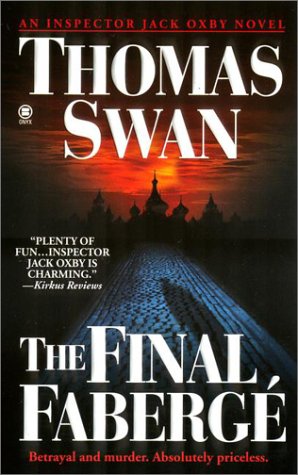 AN INSPECTOR JACK OXBY NOVEL
THOMAS
SWAN
ONYX
"PLENTY OF
FUN...INSPECTOR
JACK OXBY IS
CHARMING."
—Kirkus Reviews
THE FINAL
FABERGÉ
Betrayal and murder. Absolutely priceless.